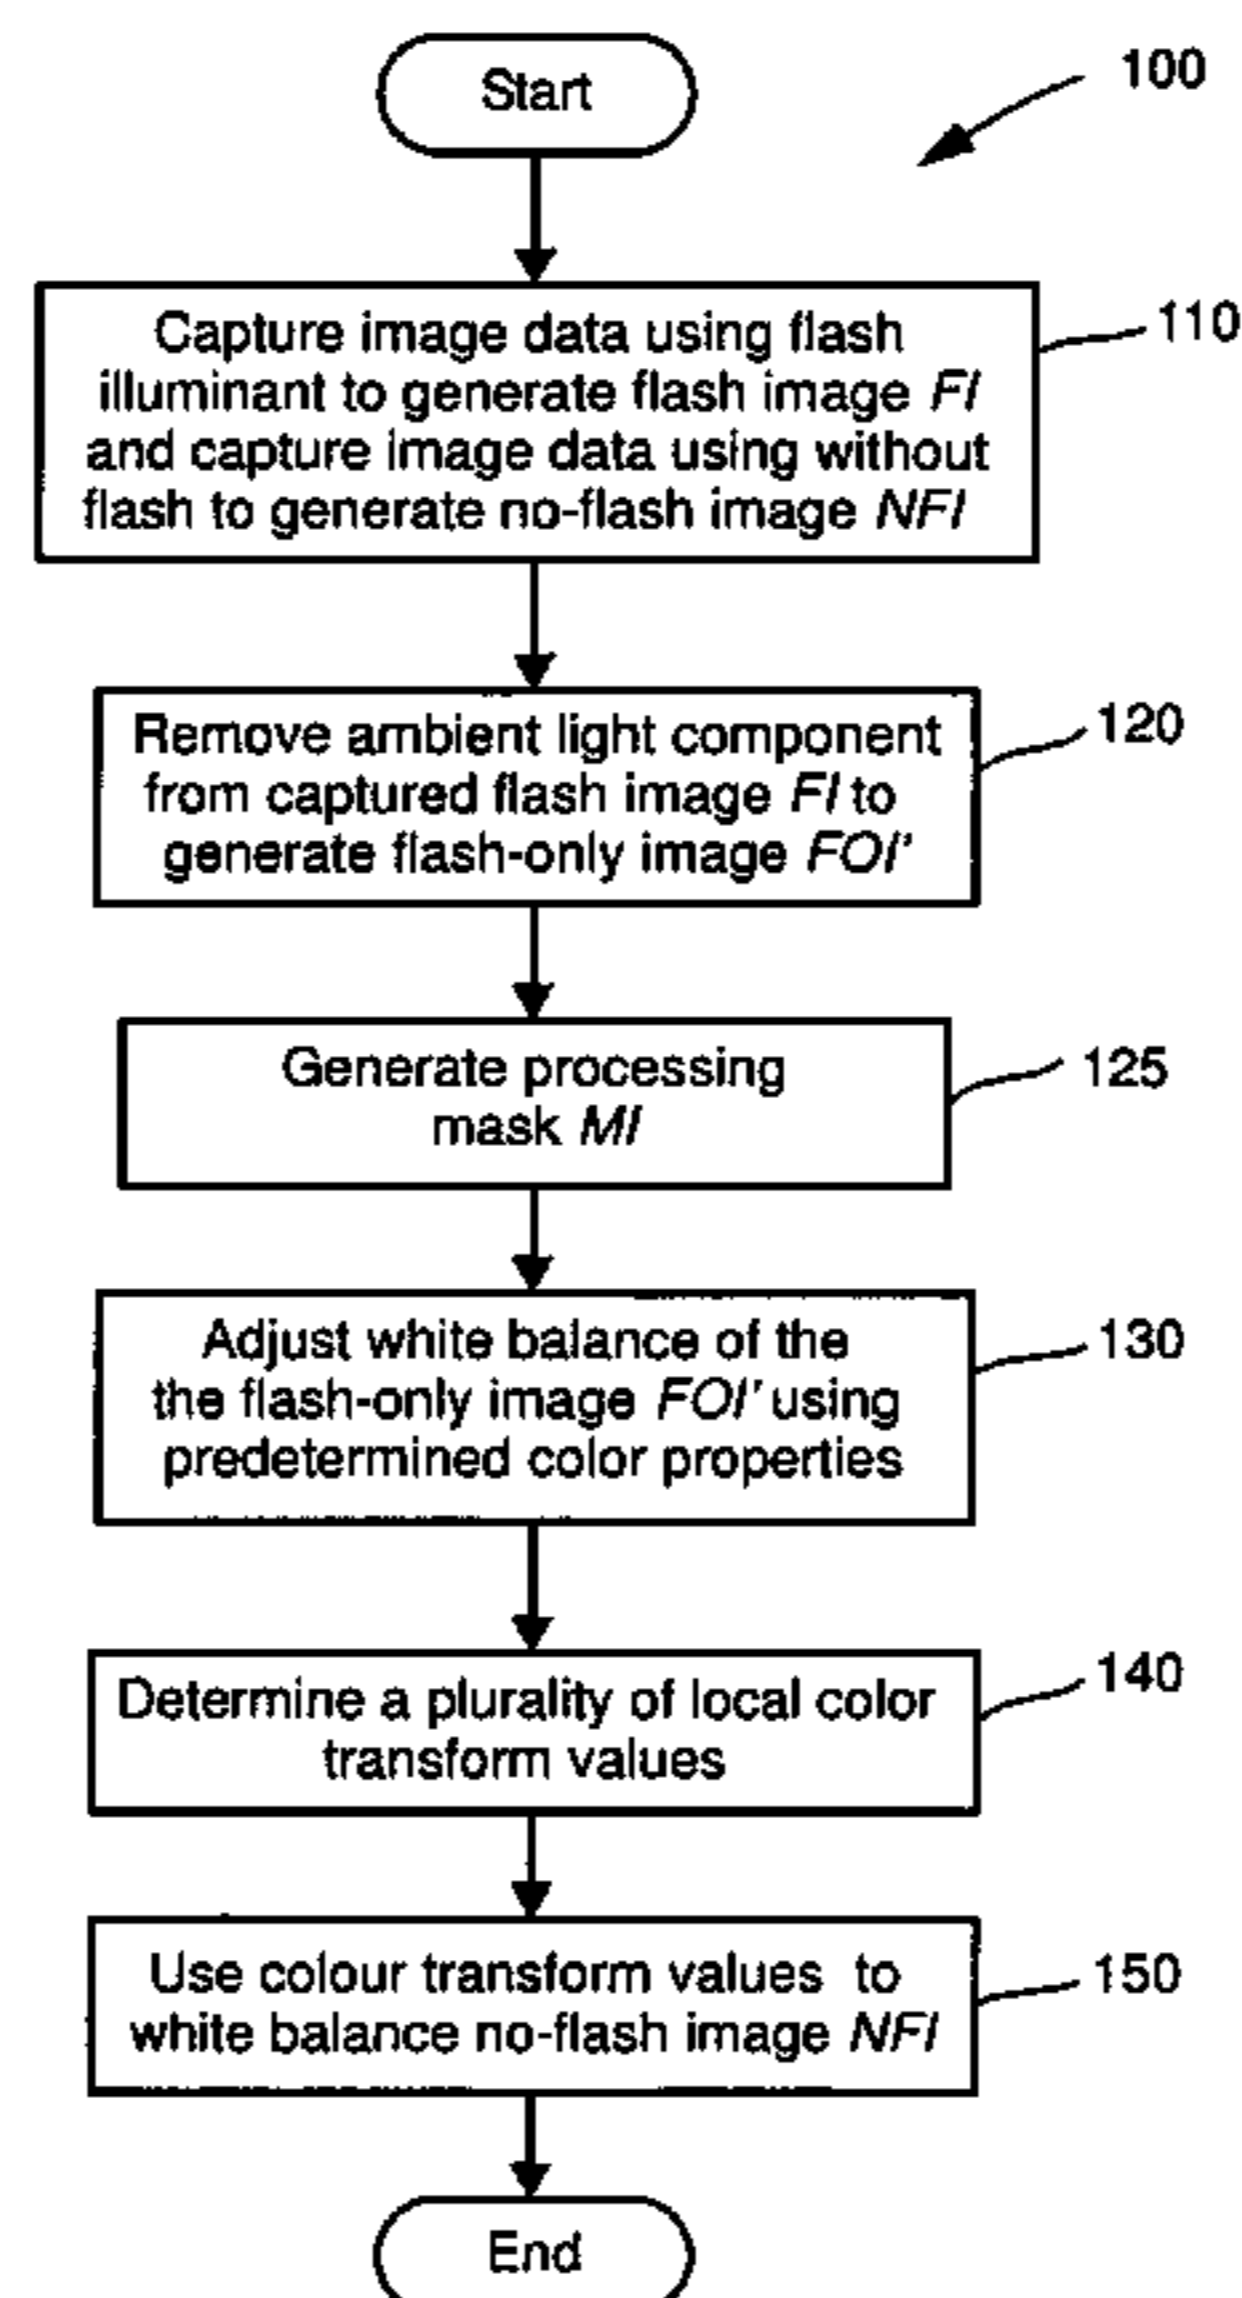 Start
100
Capture image data using flash
illuminant to generate flash image FI
and capture image data using without
flash to generate no-flash image NFI
110
Remove ambient light component
from captured flash image FI to
generate flash-only image FOI'
120
Generate processing
mask MI
125
Adjust white balance of the
the flash-only image FOI' using
predetermined color properties
130
Determine a plurality of local color
transform values
140
Use colour transform values to
white balance no-flash image NFI
150
End